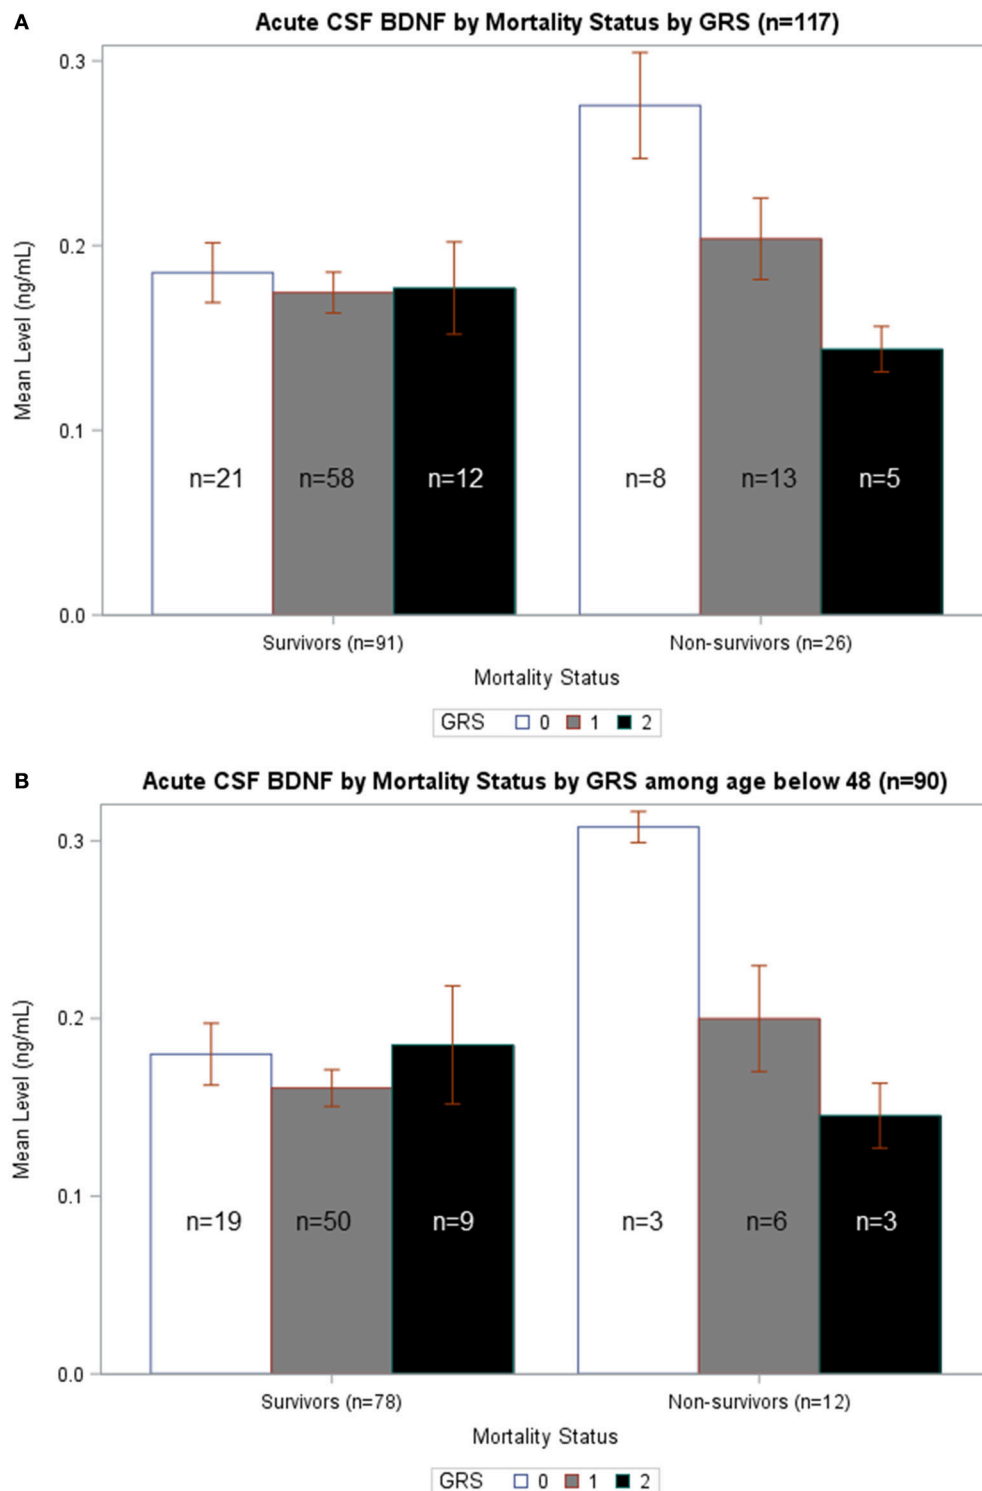 A
Acute CSF BDNF by Mortality Status by GRS (n=117)
Mean Level (ng/mL)
0.3
0.2
0.1
0.0
n=21
n=58
n=12
n=8
n=13
n=5
Survivors (n=91)
Non-survivors (n=26)
Mortality Status
GRS 0 1 2
B
Acute CSF BDNF by Mortality Status by GRS among age below 48 (n=90)
Mean Level (ng/mL)
0.3
0.2
0.1
0.0
n=19
n=50
n=9
n=3
n=6
n=3
Survivors (n=78)
Non-survivors (n=12)
Mortality Status
GRS 0 1 2